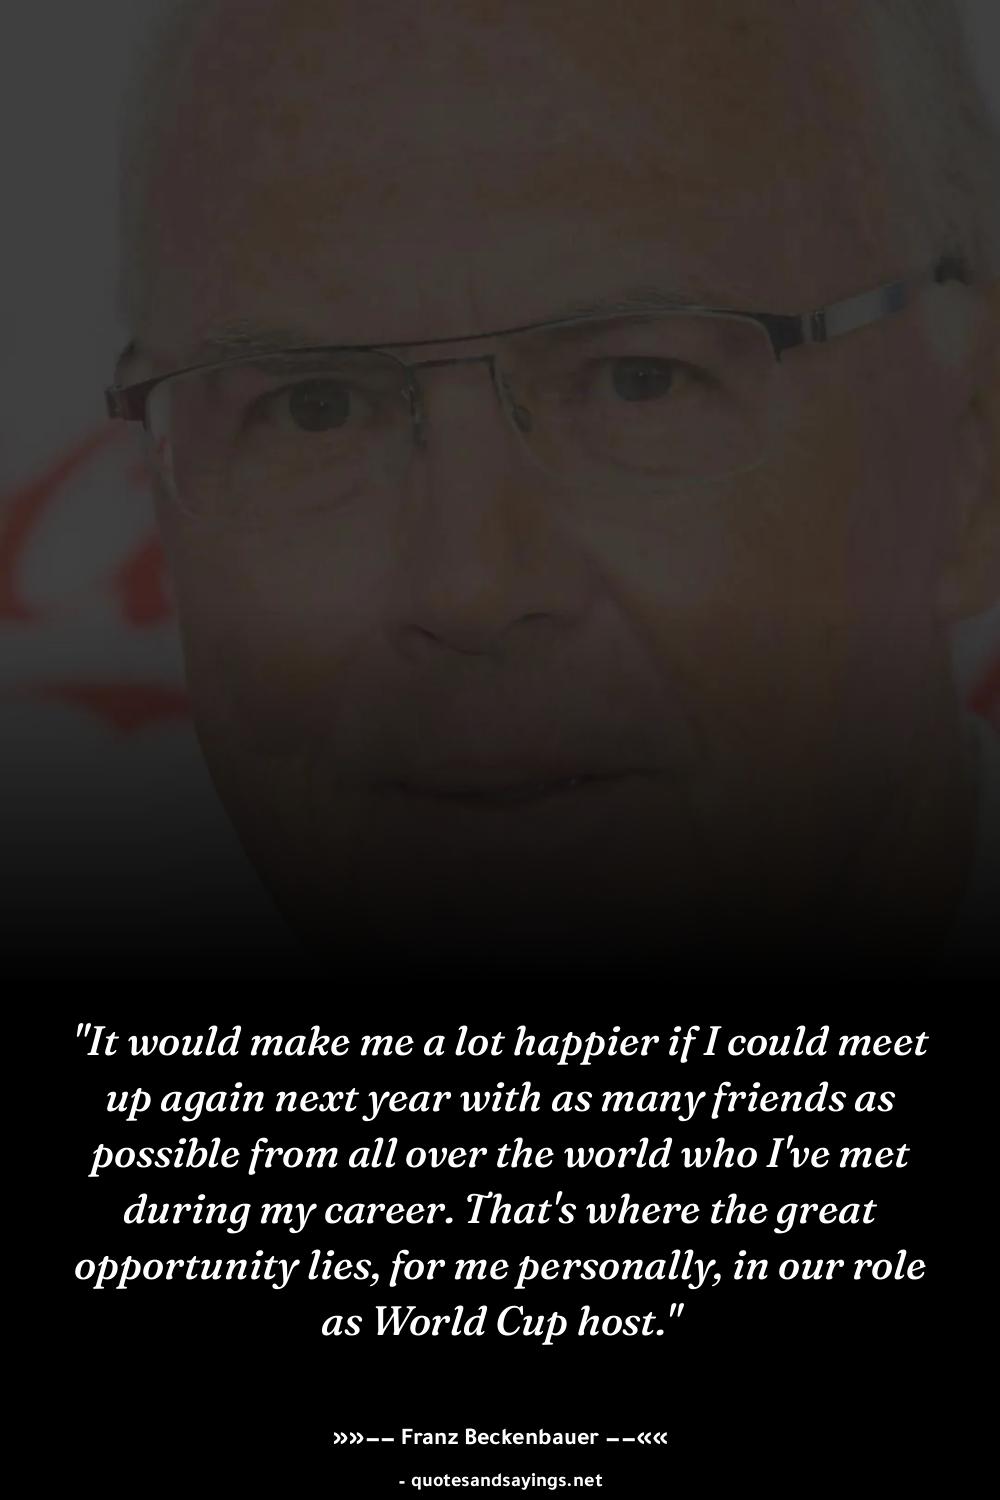 "It would make me a lot happier if I could meet
up again next year with as many friends as
possible from all over the world who I've met
during my career. That's where the great
opportunity lies, for me personally, in our role
as World Cup host."
»»–– Franz Beckenbauer ––««
- quotesandsayings.net